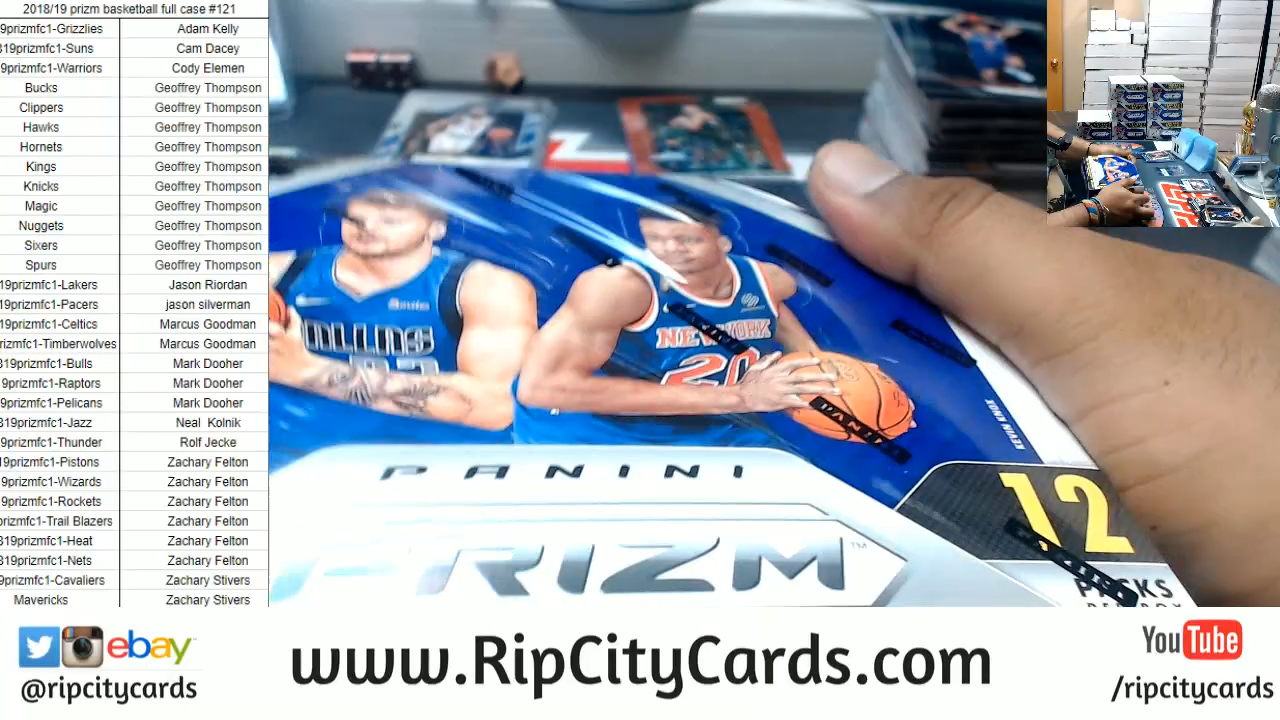 2018/19 prizm basketball full case #121
9prizmfc1-Grizzlies Adam Kelly
319prizmfc1-Suns Cam Dacey
9prizmfc1-Warriors Cody Elemen
Bucks Geoffrey Thompson
Clippers Geoffrey Thompson
Hawks Geoffrey Thompson
Hornets Geoffrey Thompson
Kings Geoffrey Thompson
Knicks Geoffrey Thompson
Magic Geoffrey Thompson
Nuggets Geoffrey Thompson
Sixers Geoffrey Thompson
Spurs Geoffrey Thompson
19prizmfc1-Lakers Jason Riordan
19prizmfc1-Pacers jason silverman
19prizmfc1-Celtics Marcus Goodman
rizmfc1-Timberwolves Marcus Goodman
319prizmfc1-Bulls Mark Dooher
9prizmfc1-Raptors Mark Dooher
9prizmfc1-Pelicans Mark Dooher
319prizmfc1-Jazz Neal Kolnik
9prizmfc1-Thunder Rolf Jecke
19prizmfc1-Pistons Zachary Felton
9prizmfc1-Wizards Zachary Felton
9prizmfc1-Rockets Zachary Felton
prizmfc1-Trail Blazers Zachary Felton
319prizmfc1-Heat Zachary Felton
319prizmfc1-Nets Zachary Felton
9prizmfc1-Cavaliers Zachary Stivers
Mavericks Zachary Stivers
NEW YORK
20
KEVIN KNOX
PANINI
PANINI
PRIZM™
12
PACKS
PER BOX
ebay
@ripcitycards
www.RipCityCards.com
YouTube
/ripcitycards